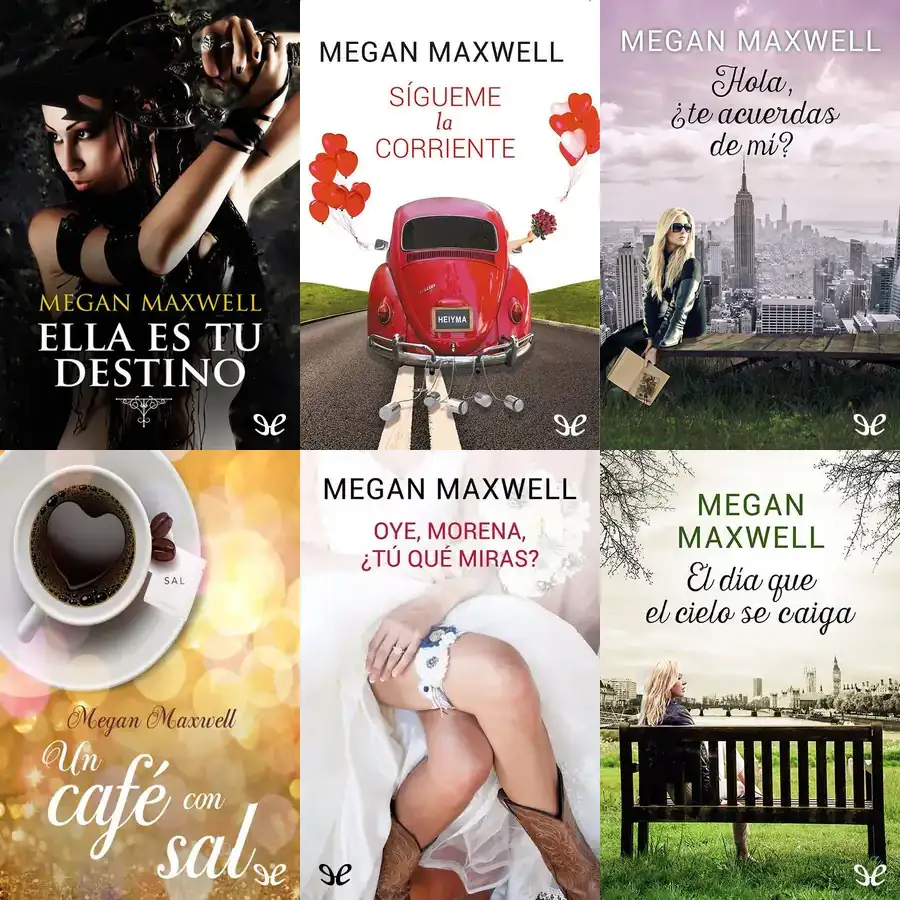 MEGAN MAXWELL
ELLA ES TU
DESTINO
MEGAN MAXWELL
SÍGUEME
la
CORRIENTE
HEIYMA
MEGAN MAXWELL
Hola,
¿te acuerdas
de mí?
SAL
Megan Maxwell
Un
café con
sal
MEGAN MAXWELL
OYE, MORENA,
¿TÚ QUÉ MIRAS?
MEGAN
MAXWELL
El día que
el cielo se caiga